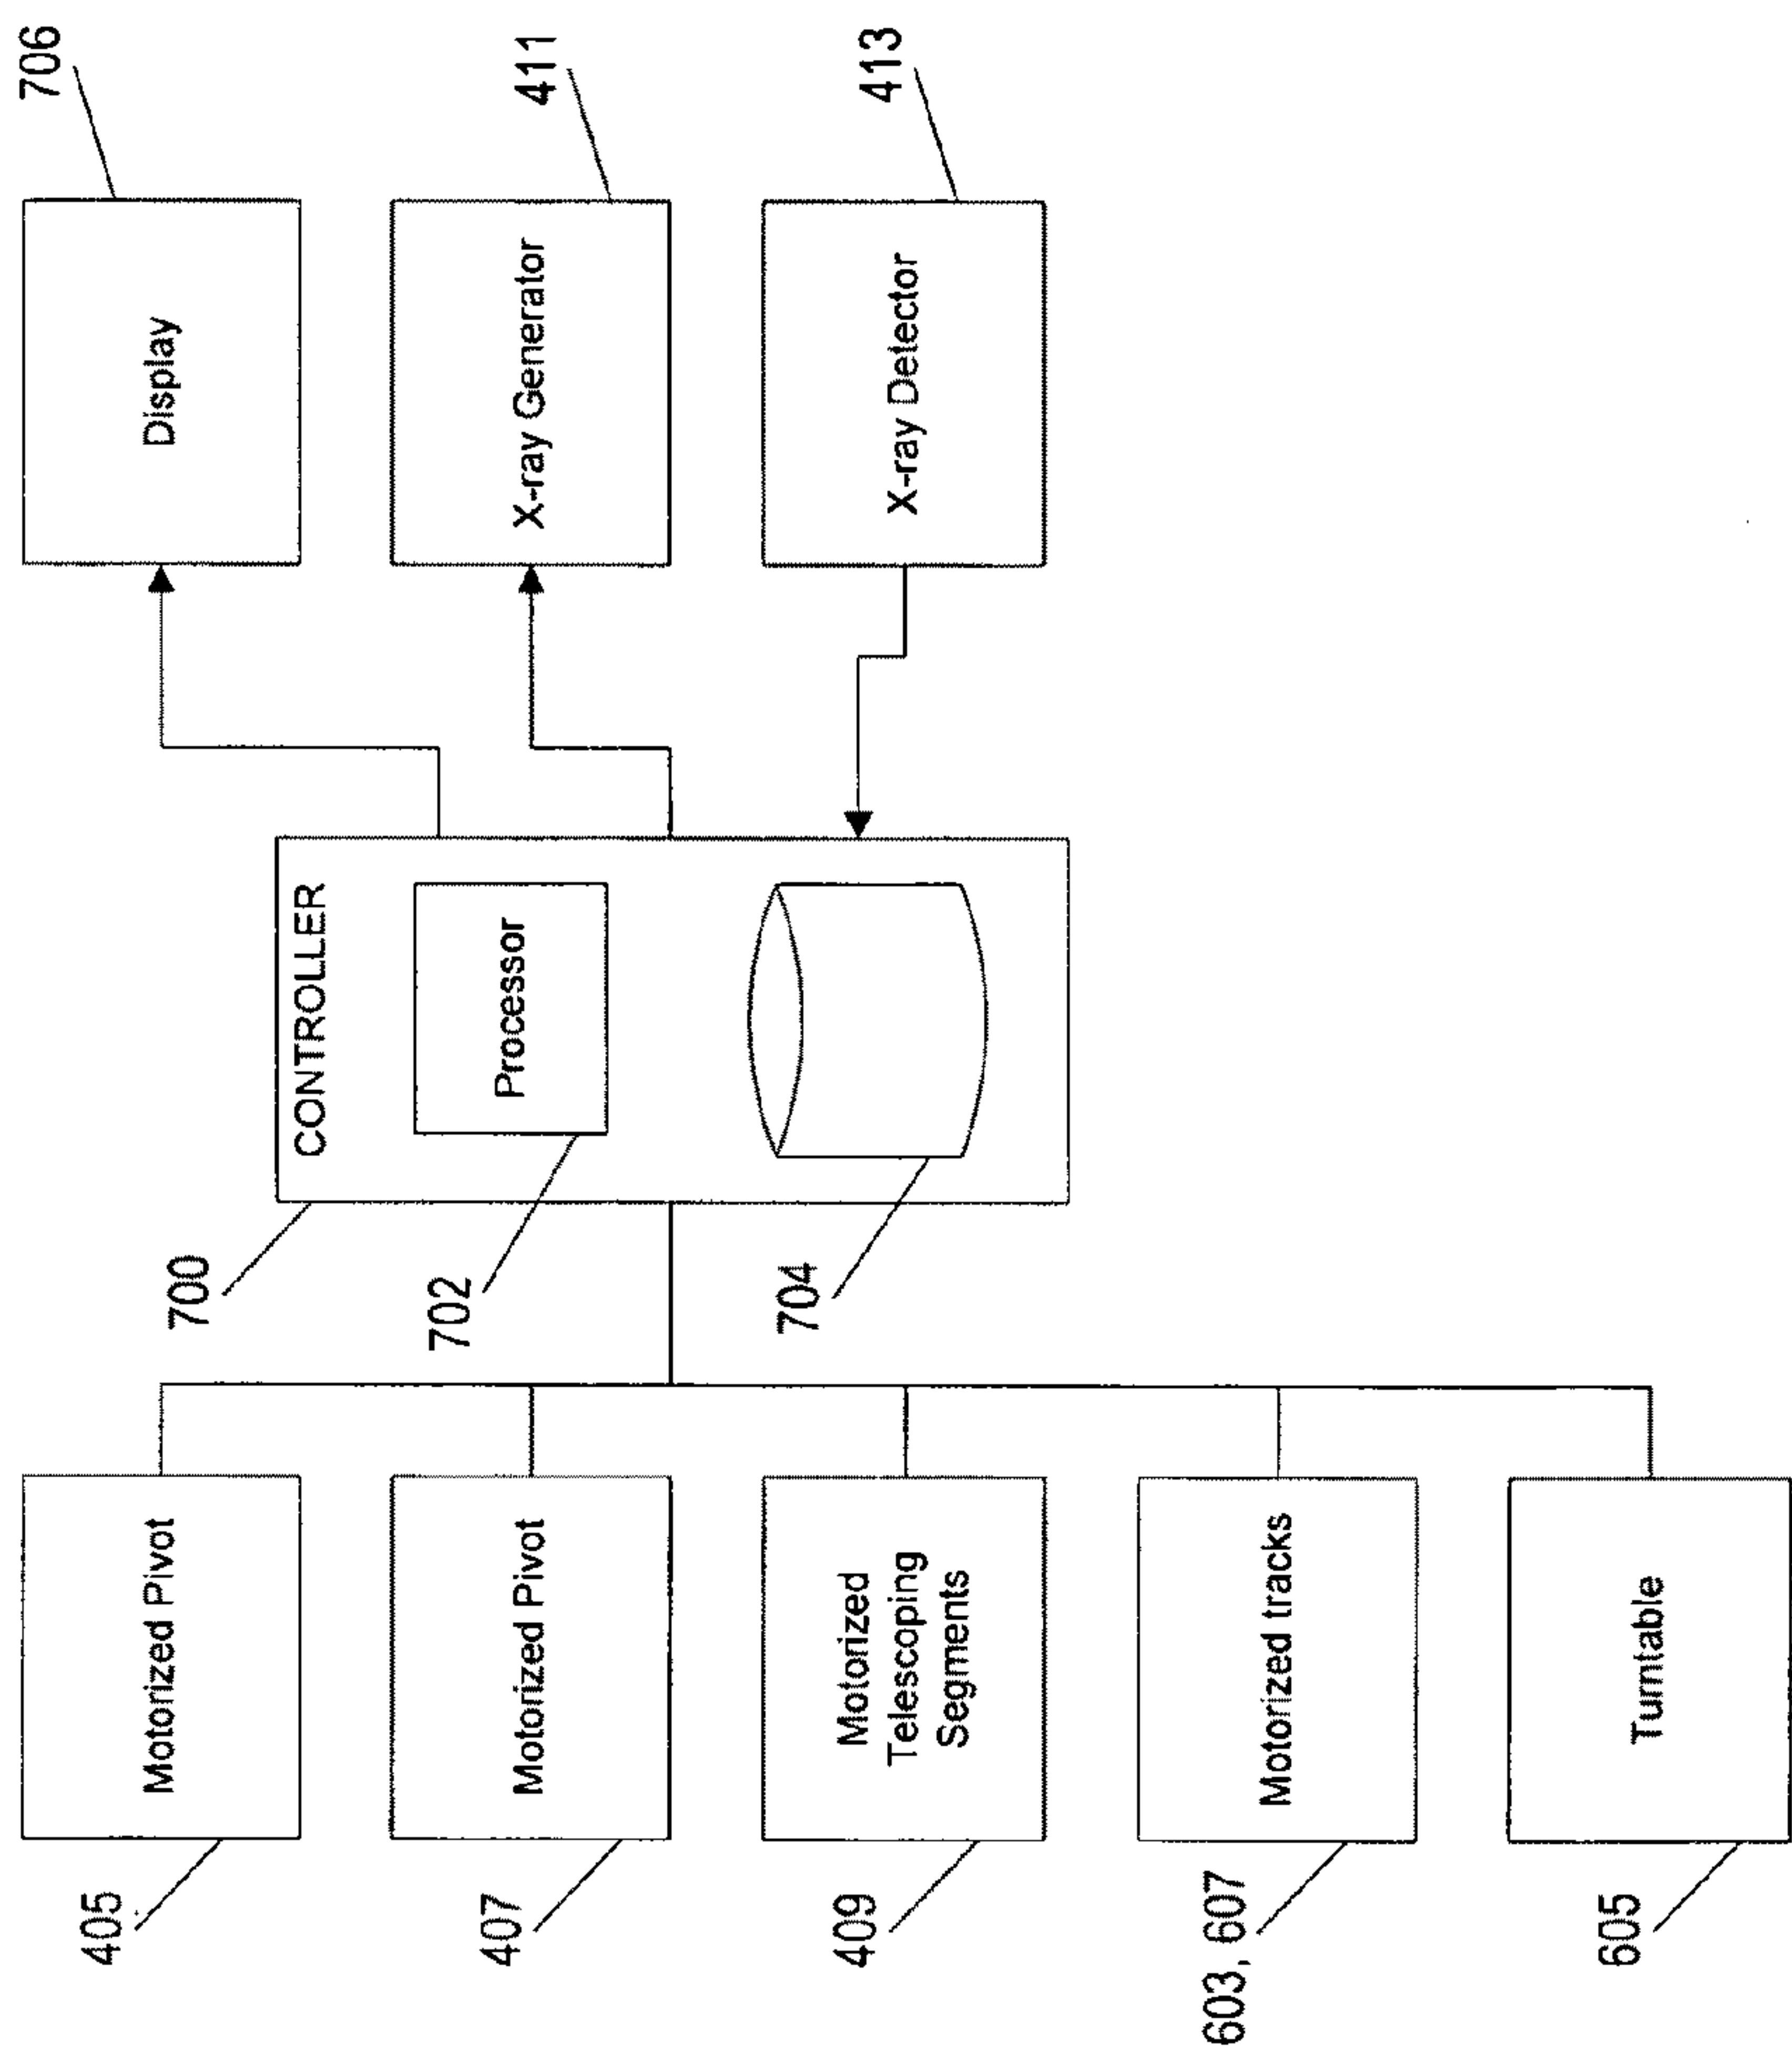 405
Motorized Pivot
407
Motorized Pivot
409
Motorized
Telescoping
Segments
603, 607
Motorized tracks
605
Turntable
700
CONTROLLER
702
Processor
704
706
Display
411
X-ray Generator
413
X-ray Detector